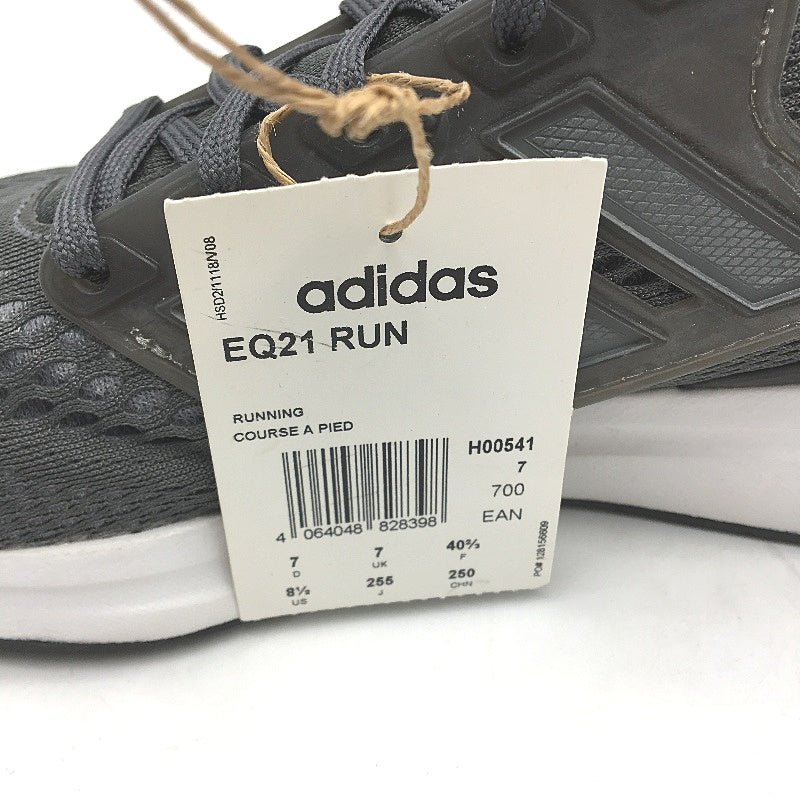 HSD2/1118/V08
adidas
EQ21 RUN
RUNNING
COURSE A PIED
H00541
7
700
EAN
4 064048 828398
7 7 40⅔
D UK F
8½ 255 250
US J CHN
PO# 128156609